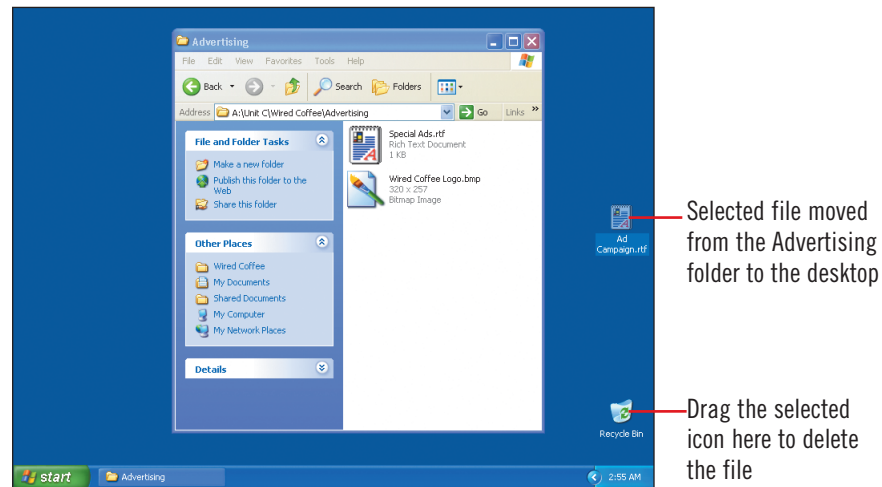 Advertising
File Edit View Favorites Tools Help
Back Search Folders
Address A:\Unit C\Wired Coffee\Advertising Go Links »
File and Folder Tasks
Make a new folder
Publish this folder to the
Web
Share this folder
Other Places
Wired Coffee
My Documents
Shared Documents
My Computer
My Network Places
Details
Special Ads.rtf
Rich Text Document
1 KB
Wired Coffee Logo.bmp
320 x 257
Bitmap Image
Ad
Campaign.rtf
Selected file moved
from the Advertising
folder to the desktop
Recycle Bin
Drag the selected
icon here to delete
the file
start Advertising 2:55 AM